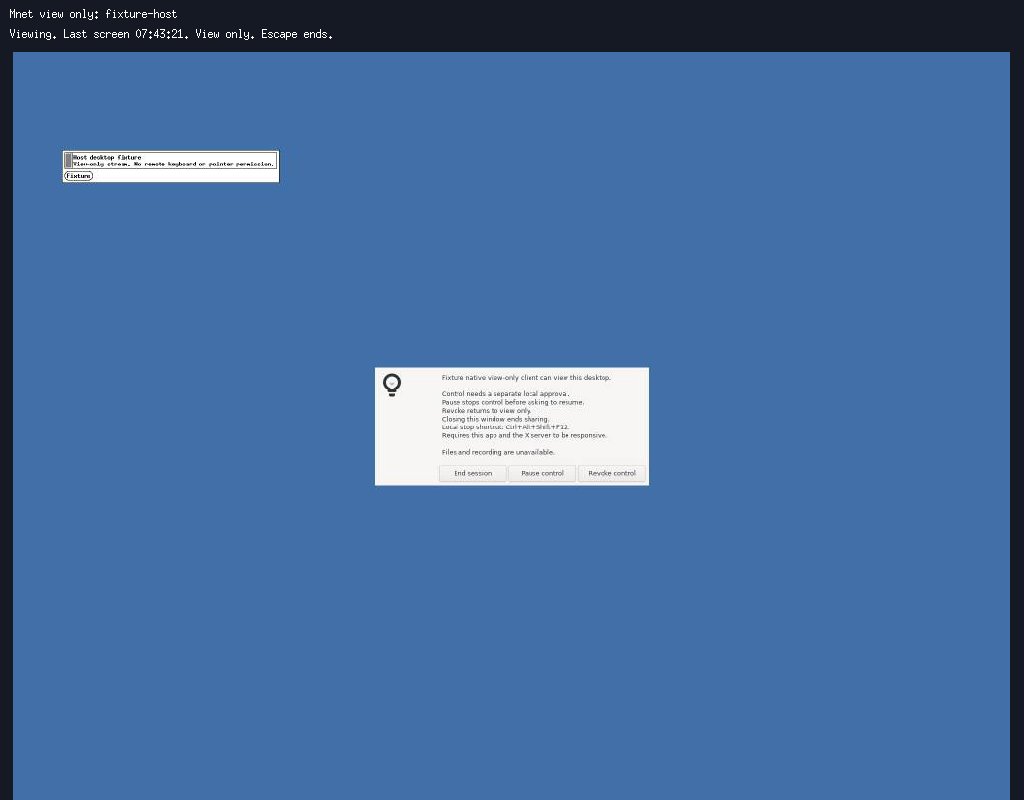 Mnet view only: fixture-host
Viewing. Last screen 07:43:21. View only. Escape ends.
Host desktop fixture
View-only stream. No remote keyboard or pointer permission.
Fixture
Fixture native view-only client can view this desktop.
Control needs a separate local approval.
Pause stops control before asking to resume.
Revoke returns to view only.
Closing this window ends sharing.
Local stop shortcut: Ctrl+Alt+Shift+F12.
Requires this app and the X server to be responsive.
Files and recording are unavailable.
End session
Pause control
Revoke control